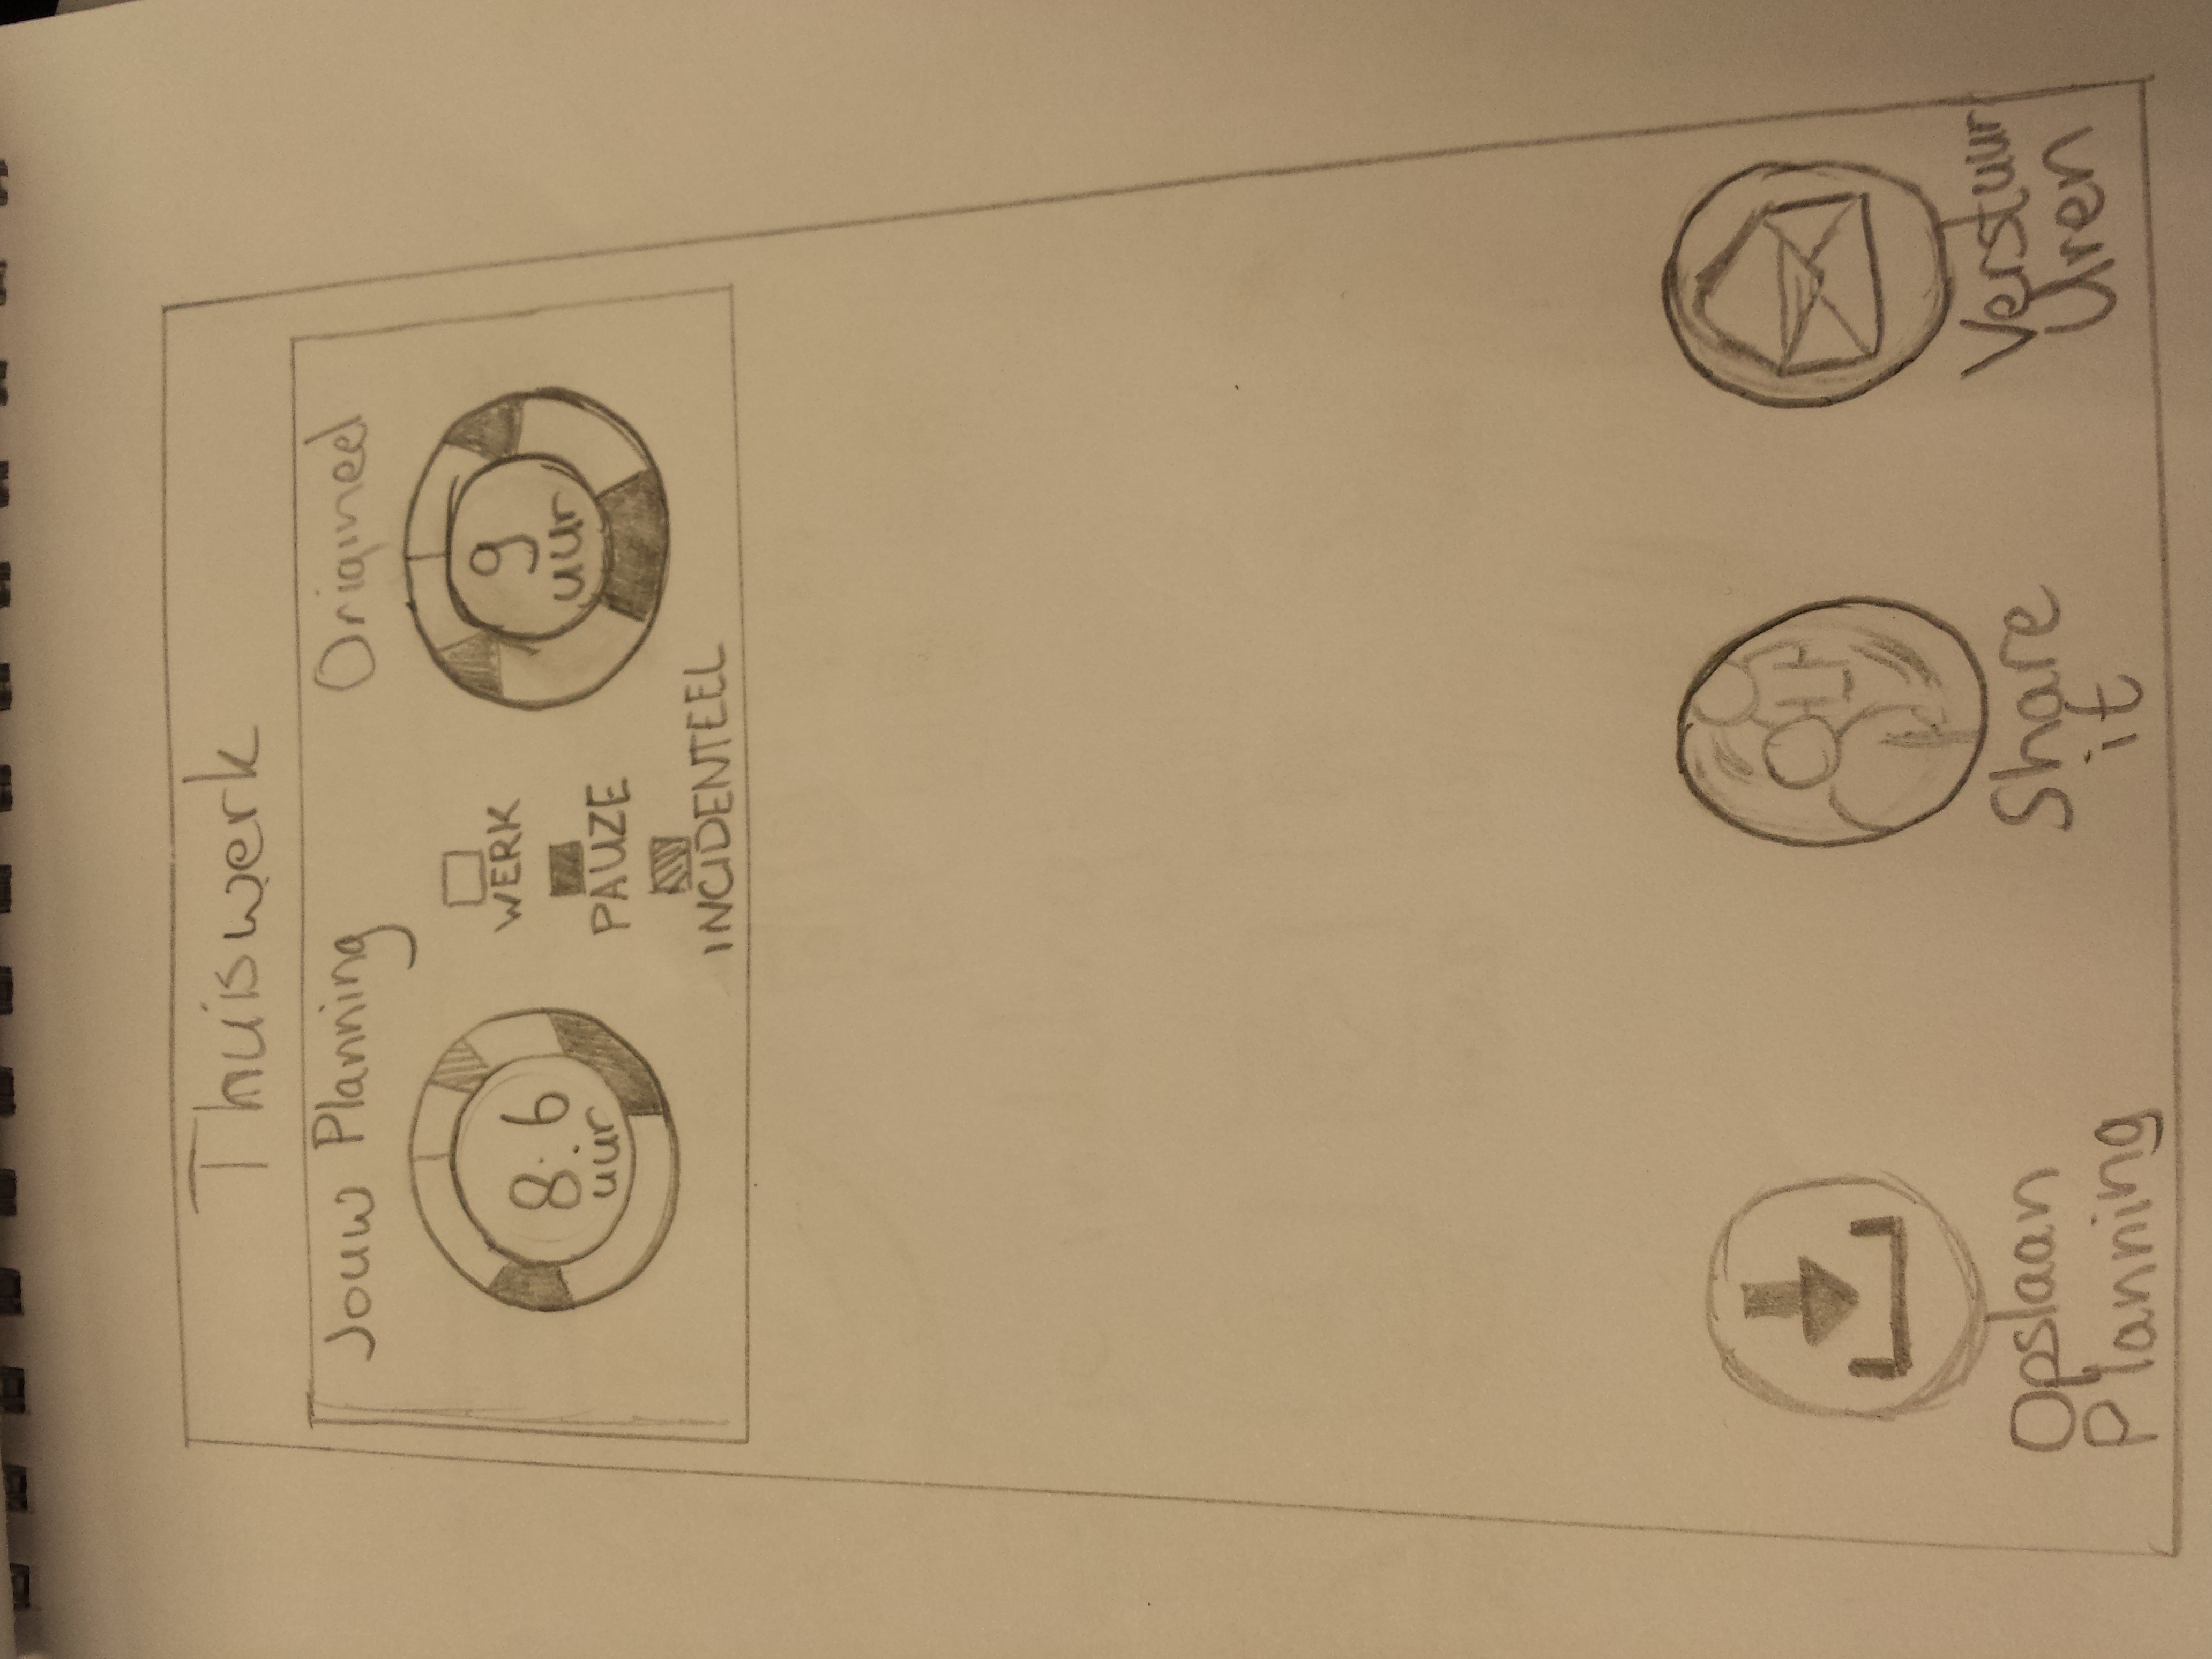 Thuiswerk
Jouw Planning
Origineel
8:6
uur
WERK
PAUZE
INCIDENTEEL
9
uur
Opslaan
Planning
Share
it
Verstuur
Uren